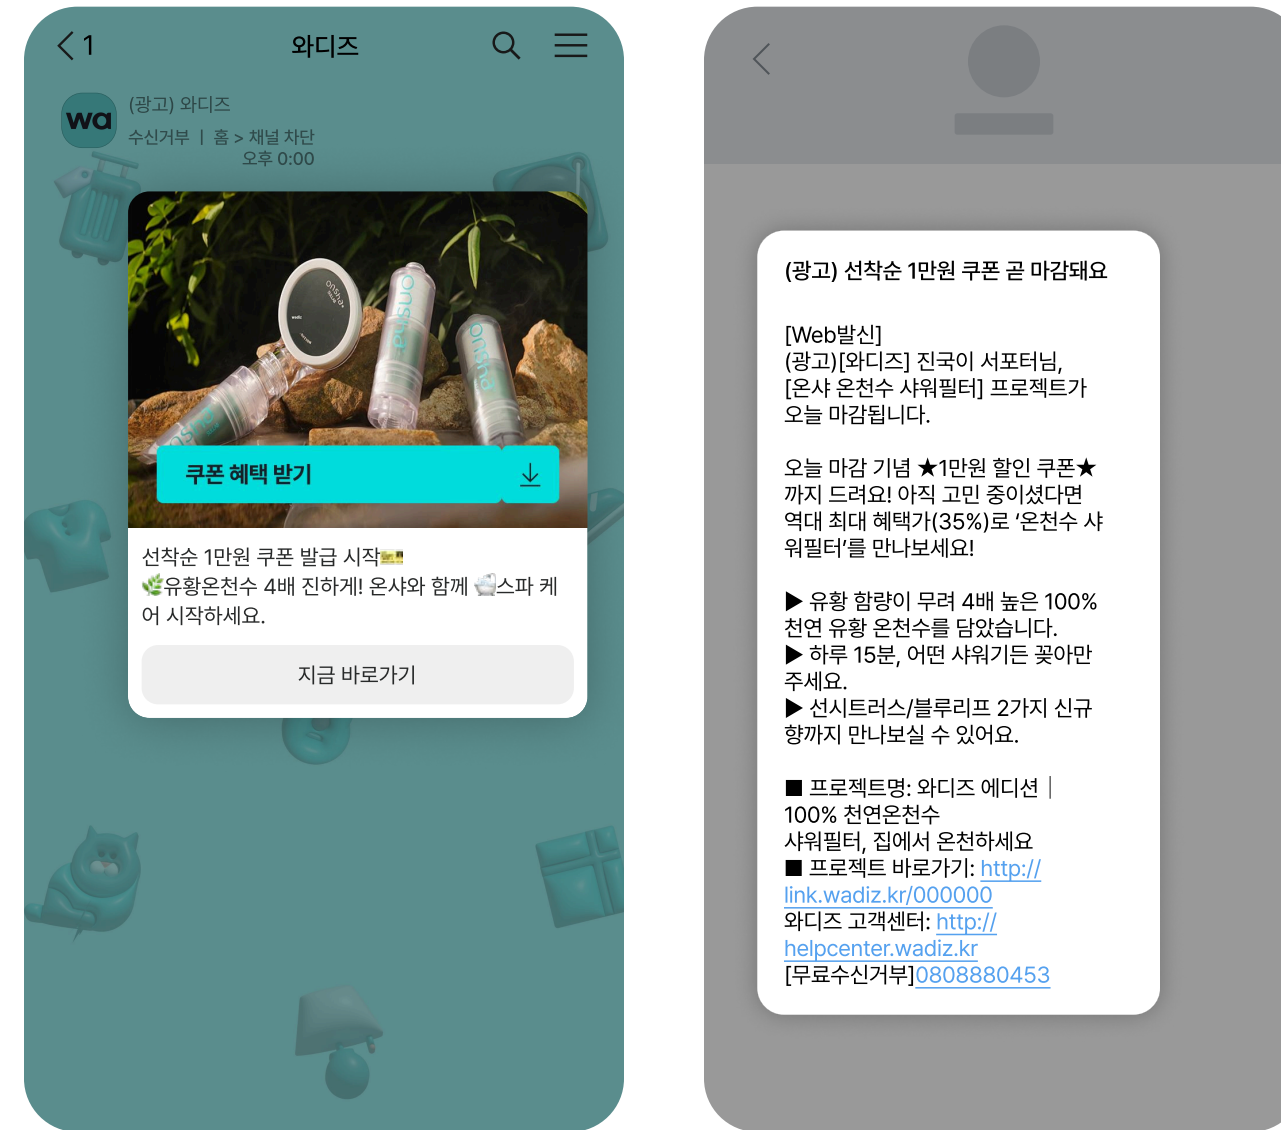 1
와디즈
wa
(광고) 와디즈
수신거부 | 홈 > 채널 차단
오후 0:00
onsha
onsha
onsha
쿠폰 혜택 받기
선착순 1만원 쿠폰 발급 시작🎫
🌿유황온천수 4배 진하게! 온샤와 함께 🛁스파 케
어 시작하세요.
지금 바로가기
(광고) 선착순 1만원 쿠폰 곧 마감돼요
[Web발신]
(광고)[와디즈] 진국이 서포터님,
[온샤 온천수 샤워필터] 프로젝트가
오늘 마감됩니다.
오늘 마감 기념 ★1만원 할인 쿠폰★
까지 드려요! 아직 고민 중이셨다면
역대 최대 혜택가(35%)로 ‘온천수 샤
워필터’를 만나보세요!
▶ 유황 함량이 무려 4배 높은 100%
천연 유황 온천수를 담았습니다.
▶ 하루 15분, 어떤 샤워기든 꽂아만
주세요.
▶ 선시트러스/블루리프 2가지 신규
향까지 만나보실 수 있어요.
■ 프로젝트명: 와디즈 에디션│
100% 천연온천수
샤워필터, 집에서 온천하세요
■ 프로젝트 바로가기: http://
link.wadiz.kr/000000
와디즈 고객센터: http://
helpcenter.wadiz.kr
[무료수신거부]0808880453